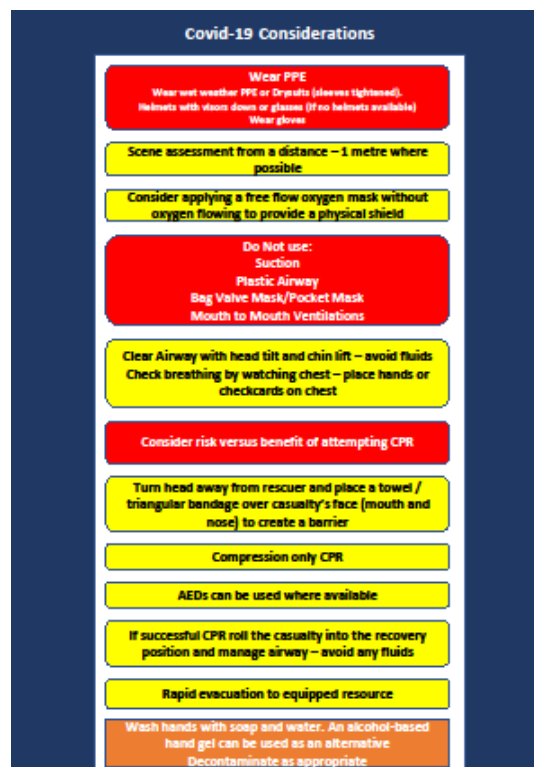 Covid-19 Considerations
Wear PPE
Wear wet weather PPE or Drysuits (sleeves tightened).
Helmets with visors down or glasses (if no helmets available)
Wear gloves
Scene assessment from a distance – 1 metre where
possible
Consider applying a free flow oxygen mask without
oxygen flowing to provide a physical shield
Do Not use:
Suction
Plastic Airway
Bag Valve Mask/Pocket Mask
Mouth to Mouth Ventilations
Clear Airway with head tilt and chin lift – avoid fluids
Check breathing by watching chest – place hands or
checkcards on chest
Consider risk versus benefit of attempting CPR
Turn head away from rescuer and place a towel /
triangular bandage over casualty's face (mouth and
nose) to create a barrier
Compression only CPR
AEDs can be used where available
If successful CPR roll the casualty into the recovery
position and manage airway – avoid any fluids
Rapid evacuation to equipped resource
Wash hands with soap and water. An alcohol-based
hand gel can be used as an alternative
Decontaminate as appropriate